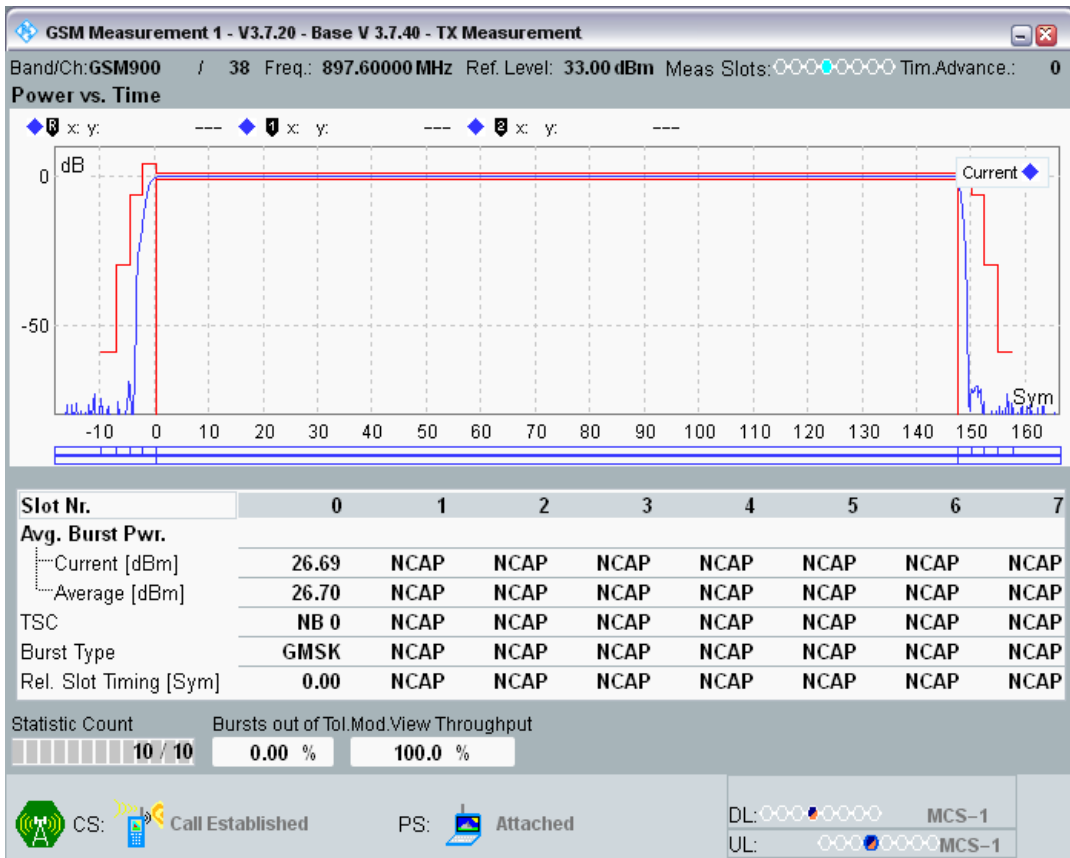 GSM Measurement 1 - V3.7.20 - Base V 3.7.40 - TX Measurement
Band/Ch:GSM900 / 38 Freq.: 897.60000 MHz Ref. Level: 33.00 dBm Meas Slots: Tim.Advance.: 0
Power vs. Time
R x: y: --- 1 x: y: --- 2 x: y: ---
dB
Current
0
-50
Sym
-10 0 10 20 30 40 50 60 70 80 90 100 110 120 130 140 150 160
Slot Nr. 0 1 2 3 4 5 6 7
Avg. Burst Pwr.
Current [dBm] 26.69 NCAP NCAP NCAP NCAP NCAP NCAP NCAP
Average [dBm] 26.70 NCAP NCAP NCAP NCAP NCAP NCAP NCAP
TSC NB 0 NCAP NCAP NCAP NCAP NCAP NCAP NCAP
Burst Type GMSK NCAP NCAP NCAP NCAP NCAP NCAP NCAP
Rel. Slot Timing [Sym] 0.00 NCAP NCAP NCAP NCAP NCAP NCAP NCAP
Statistic Count Bursts out of Tol.Mod.View Throughput
10 / 10 0.00 % 100.0 %
CS: Call Established PS: Attached
DL: MCS-1
UL: MCS-1